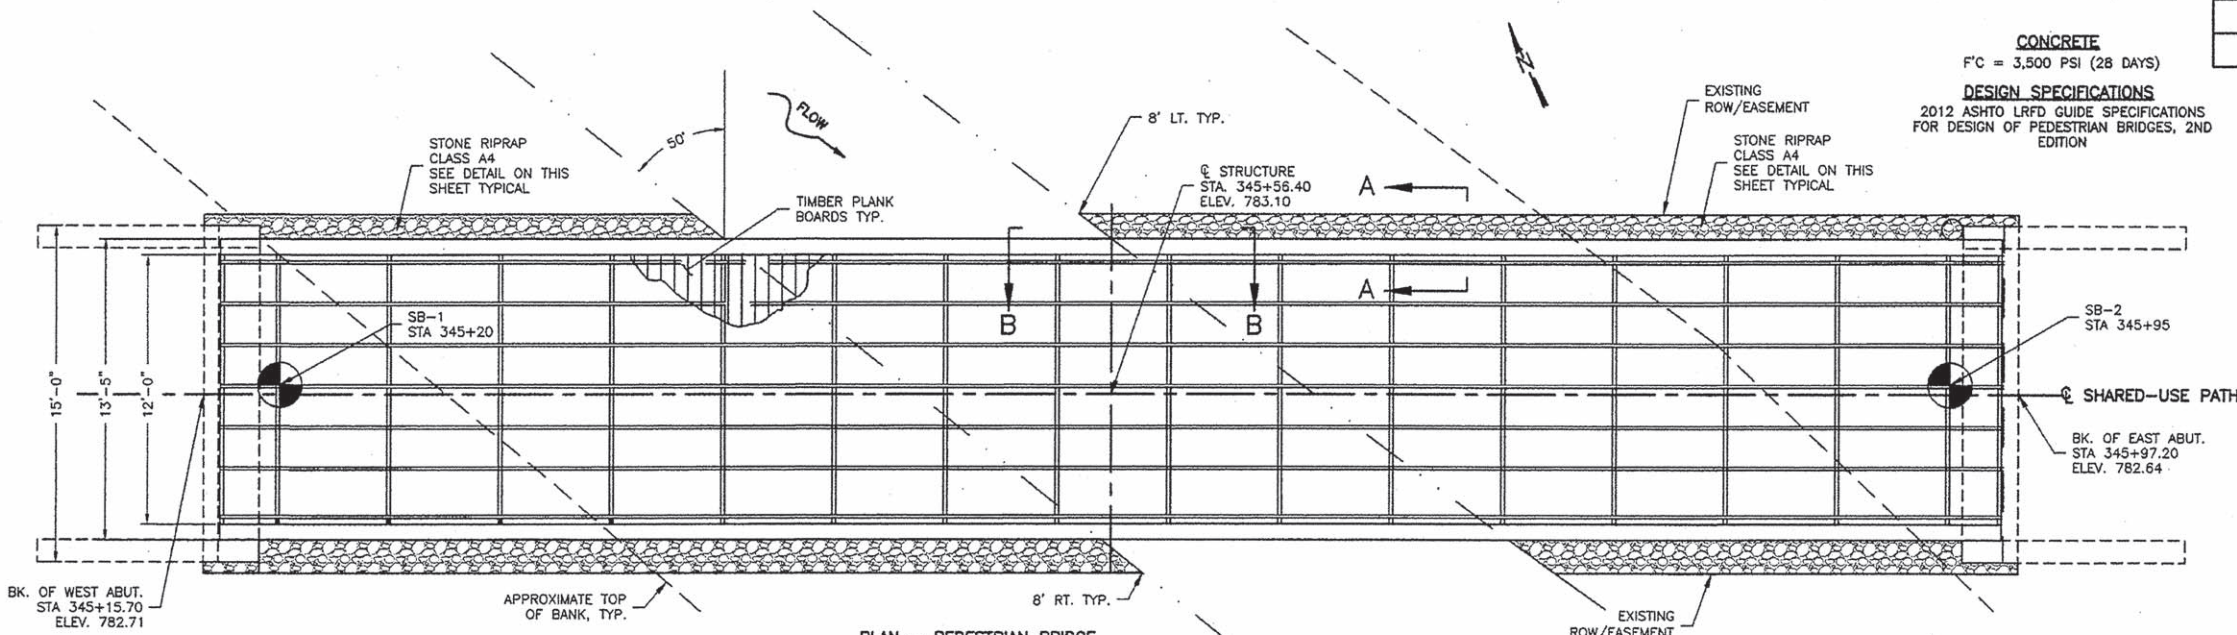 CONCRETE
F'C = 3,500 PSI (28 DAYS)
DESIGN SPECIFICATIONS
2012 ASHTO LRFD GUIDE SPECIFICATIONS
FOR DESIGN OF PEDESTRIAN BRIDGES, 2ND
EDITION
N
EXISTING
ROW/EASEMENT
STONE RIPRAP
CLASS A4
SEE DETAIL ON THIS
SHEET TYPICAL
8' LT. TYP.
FLOW
50'
STONE RIPRAP
CLASS A4
SEE DETAIL ON THIS
SHEET TYPICAL
℄ STRUCTURE
STA. 345+56.40
ELEV. 783.10
TIMBER PLANK
BOARDS TYP.
A
A
B
B
SB-1
STA 345+20
SB-2
STA 345+95
15'-0"
13'-5"
12'-0"
℄ SHARED-USE PATH
BK. OF EAST ABUT.
STA 345+97.20
ELEV. 782.64
BK. OF WEST ABUT.
STA 345+15.70
ELEV. 782.71
APPROXIMATE TOP
OF BANK, TYP.
8' RT. TYP.
EXISTING
ROW/EASEMENT
PLAN - PEDESTRIAN BRIDGE